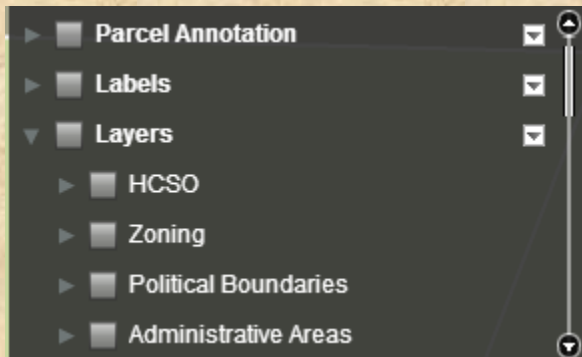 Parcel Annotation
Labels
Layers
HCSO
Zoning
Political Boundaries
Administrative Areas